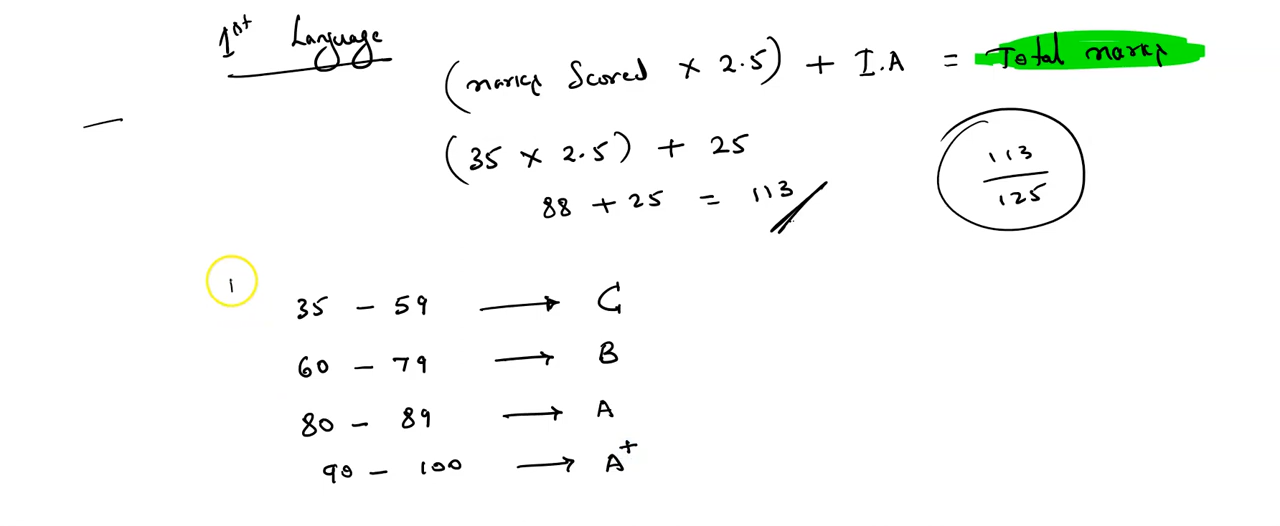 1st Language
(marks Scored × 2.5) + I.A = Total marks
(35 × 2.5) + 25
88 + 25 = 113
113
125
35 – 59 → C
60 – 79 → B
80 – 89 → A
90 – 100 → A+